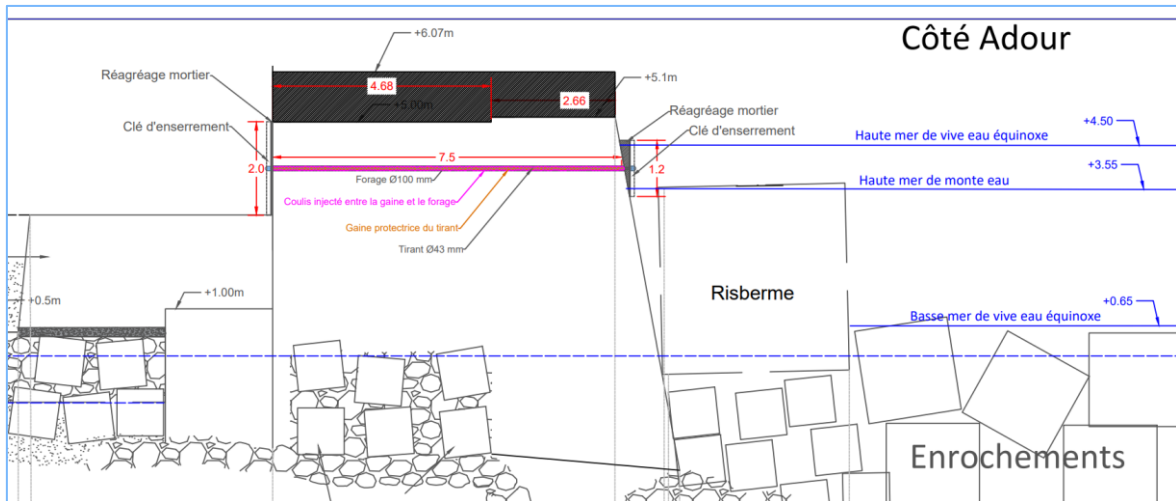 Côté Adour
+6.07m
Réagréage mortier
4.68
+5.1m
2.66
+5.00m
Réagréage mortier
Clé d'enserrement
Clé d'enserrement
+4.50
Haute mer de vive eau équinoxe
7.5
2.0
1.2
+3.55
Forage Ø100 mm
Haute mer de monte eau
Coulis injecté entre la gaine et le forage
Gaine protectrice du tirant
Tirant Ø43 mm
Risberme
+1.00m
+0.5m
+0.65
Basse mer de vive eau équinoxe
Enrochements